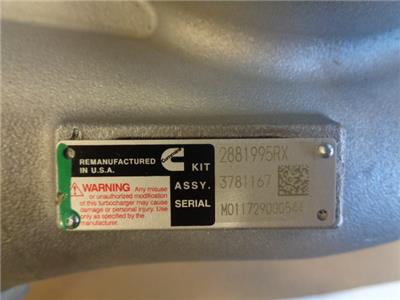 REMANUFACTURED
IN U.S.A.
Cummins
KIT 2881995RX
WARNING Any misuse
or unauthorized modification
of this turbocharger may
cause damage
or personal injury. Use
only as specified by the
manufacturer.
ASSY. 3781167
SERIAL